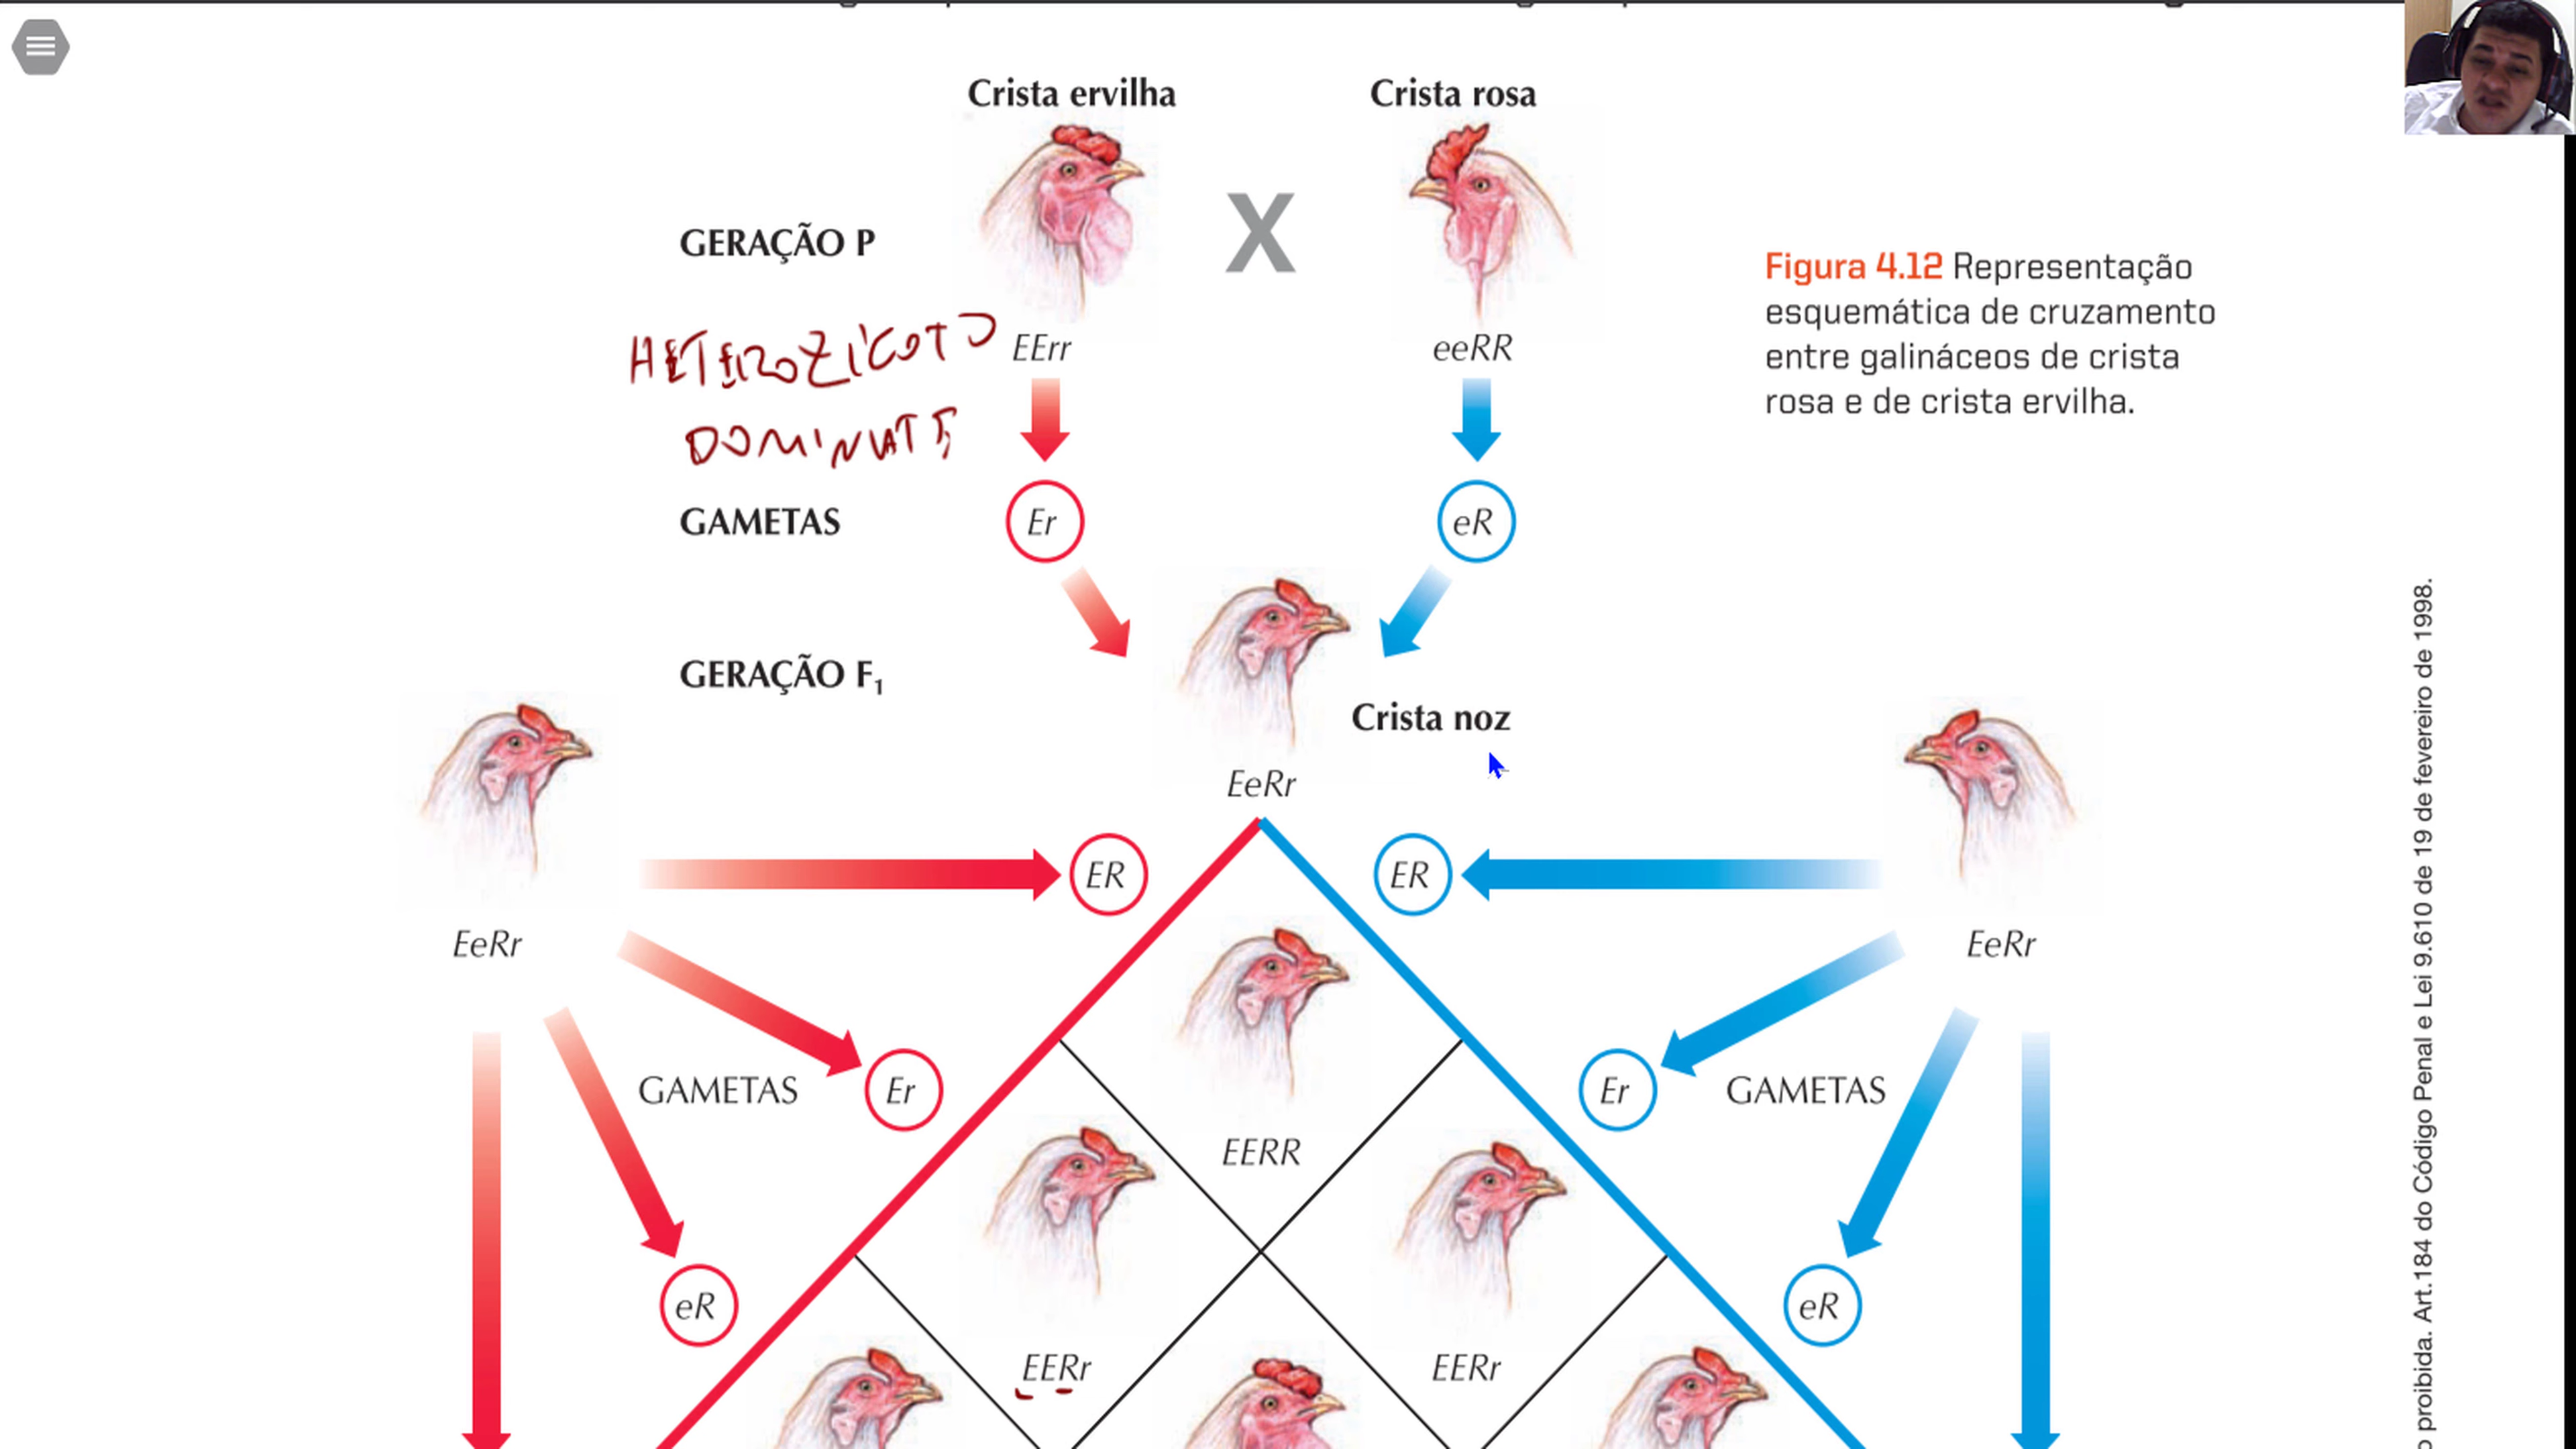 Crista ervilha
Crista rosa
GERAÇÃO P
X
Figura 4.12 Representação
esquemática de cruzamento
entre galináceos de crista
rosa e de crista ervilha.
HETEROZIGOTO
DOMINATE
EErr
eeRR
GAMETAS
Er
eR
GERAÇÃO F1
Crista noz
EeRr
ER
ER
EeRr
EeRr
EERR
GAMETAS
Er
Er
GAMETAS
eR
eR
EERr
EERr
o proibida. Art.184 do Código Penal e Lei 9.610 de 19 de fevereiro de 1998.